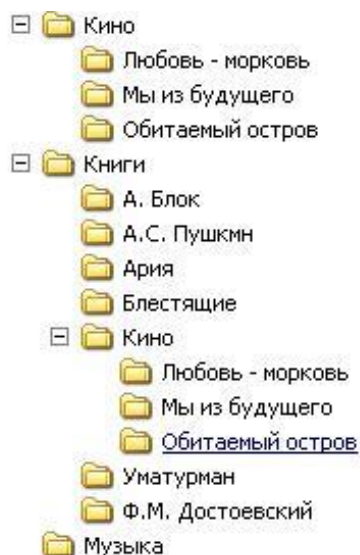 Кино
Любовь - морковь
Мы из будущего
Обитаемый остров
Книги
А. Блок
А.С. Пушкмн
Ария
Блестящие
Кино
Любовь - морковь
Мы из будущего
Обитаемый остров
Уматурман
Ф.М. Достоевский
Музыка